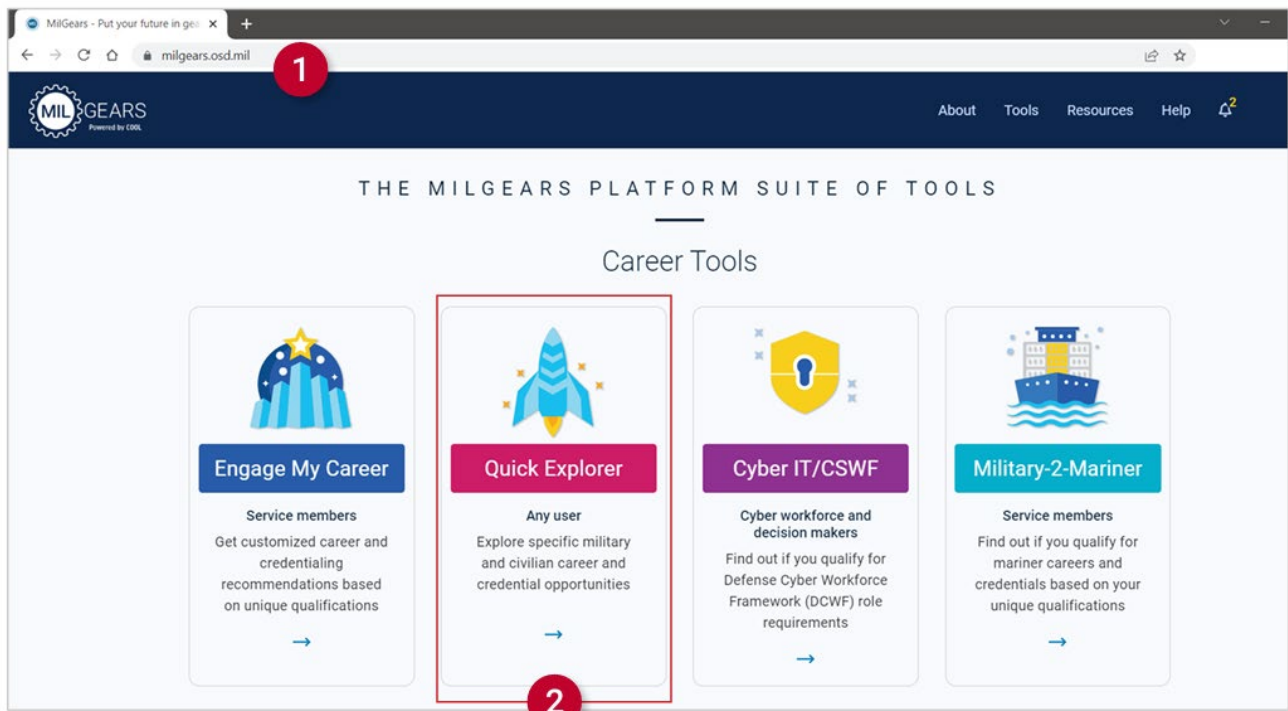 MilGears - Put your future in gea
milgears.osd.mil
1
MIL GEARS
Powered by COOL
About Tools Resources Help 2
THE MILGEARS PLATFORM SUITE OF TOOLS
Career Tools
Engage My Career
Service members
Get customized career and
credentialing
recommendations based
on unique qualifications
Quick Explorer
Any user
Explore specific military
and civilian career and
credential opportunities
2
Cyber IT/CSWF
Cyber workforce and
decision makers
Find out if you qualify for
Defense Cyber Workforce
Framework (DCWF) role
requirements
Military-2-Mariner
Service members
Find out if you qualify for
mariner careers and
credentials based on your
unique qualifications